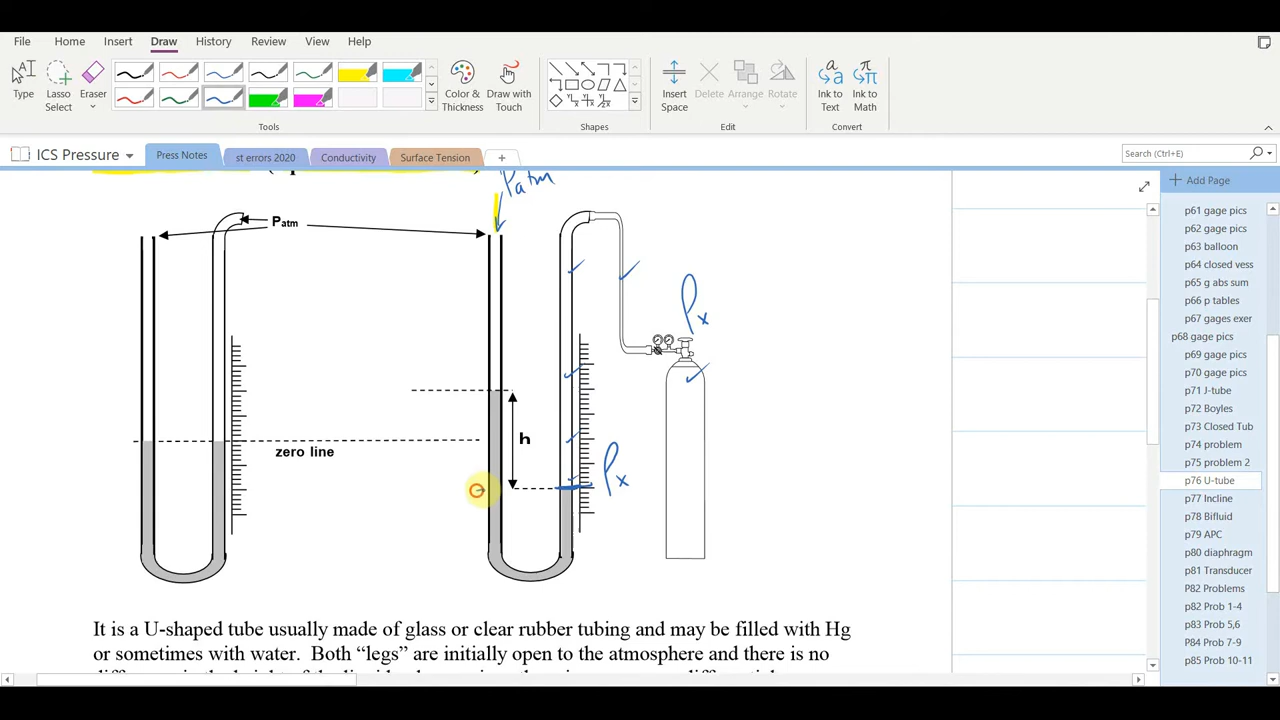 File Home Insert Draw History Review View Help
Type Lasso Select Eraser Color & Thickness Draw with Touch Insert Space Delete Arrange Rotate Ink to Text Ink to Math
Tools Shapes Edit Convert
ICS Pressure Press Notes st errors 2020 Conductivity Surface Tension Search (Ctrl+E)
Add Page
p61 gage pics
p62 gage pics
p63 balloon
p64 closed vess
p65 g abs sum
p66 p tables
p67 gages exer
p68 gage pics
p69 gage pics
p70 gage pics
p71 J-tube
p72 Boyles
p73 Closed Tub
p74 problem
p75 problem 2
p76 U-tube
p77 Incline
p78 Bifluid
p79 APC
p80 diaphragm
p81 Transducer
P82 Problems
p82 Prob 1-4
p83 Prob 5,6
P84 Prob 7-9
p85 Prob 10-11
Patm
Patm
Px
h
zero line
Px
It is a U-shaped tube usually made of glass or clear rubber tubing and may be filled with Hg
or sometimes with water. Both “legs” are initially open to the atmosphere and there is no